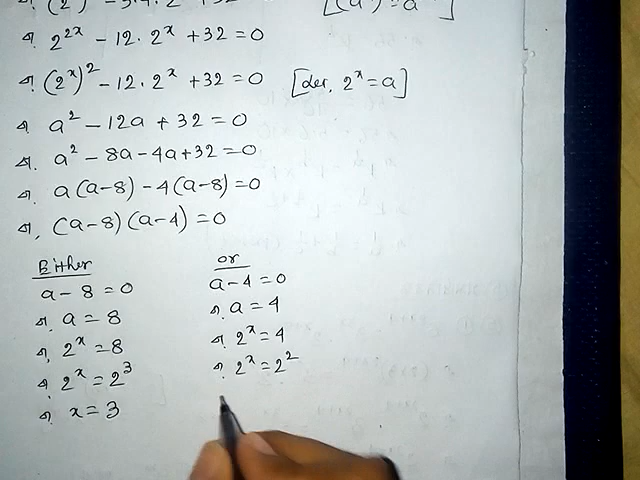 2^{2x} - 12 . 2^x + 32 = 0
(2^x)^2 - 12 . 2^x + 32 = 0 [der, 2^x = a]
a^2 - 12a + 32 = 0
a^2 - 8a - 4a + 32 = 0
a(a-8) - 4(a-8) = 0
(a-8)(a-4) = 0
Either
a - 8 = 0
a = 8
2^x = 8
2^x = 2^3
x = 3
or
a - 4 = 0
a = 4
2^x = 4
2^x = 2^2